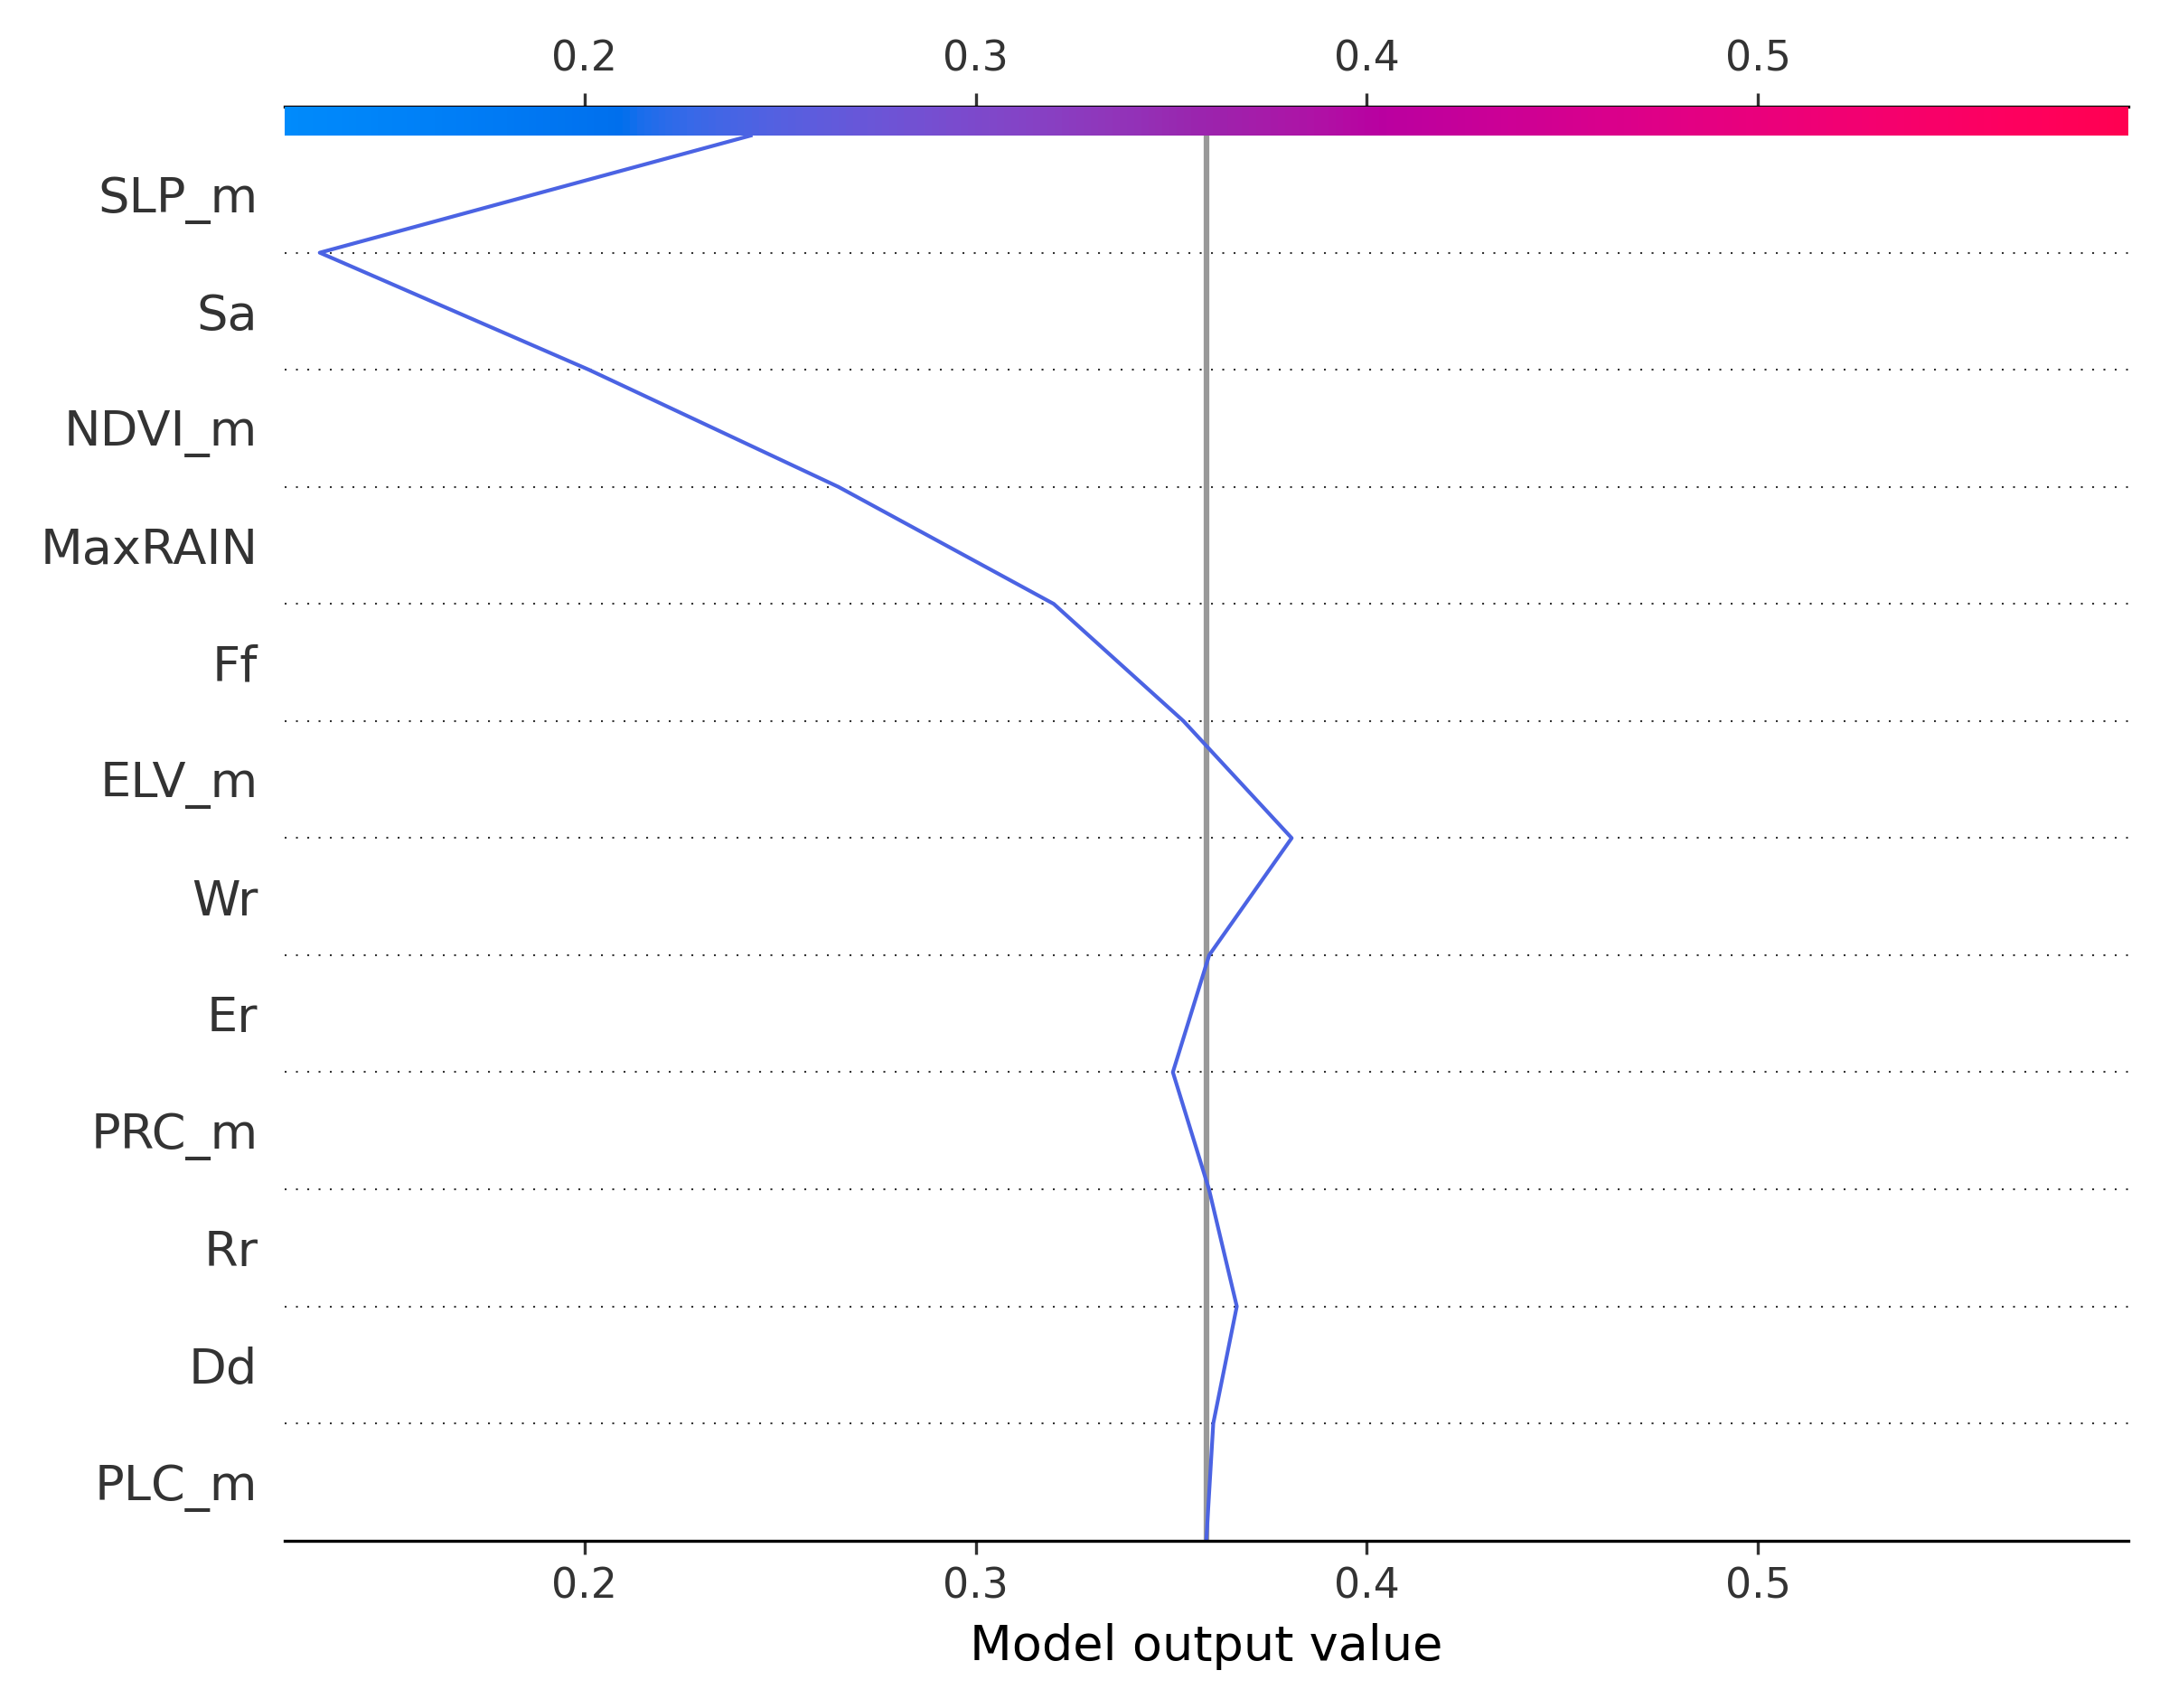 0.2 0.3 0.4 0.5
SLP_m
Sa
NDVI_m
MaxRAIN
Ff
ELV_m
Wr
Er
PRC_m
Rr
Dd
PLC_m
0.2 0.3 0.4 0.5
Model output value